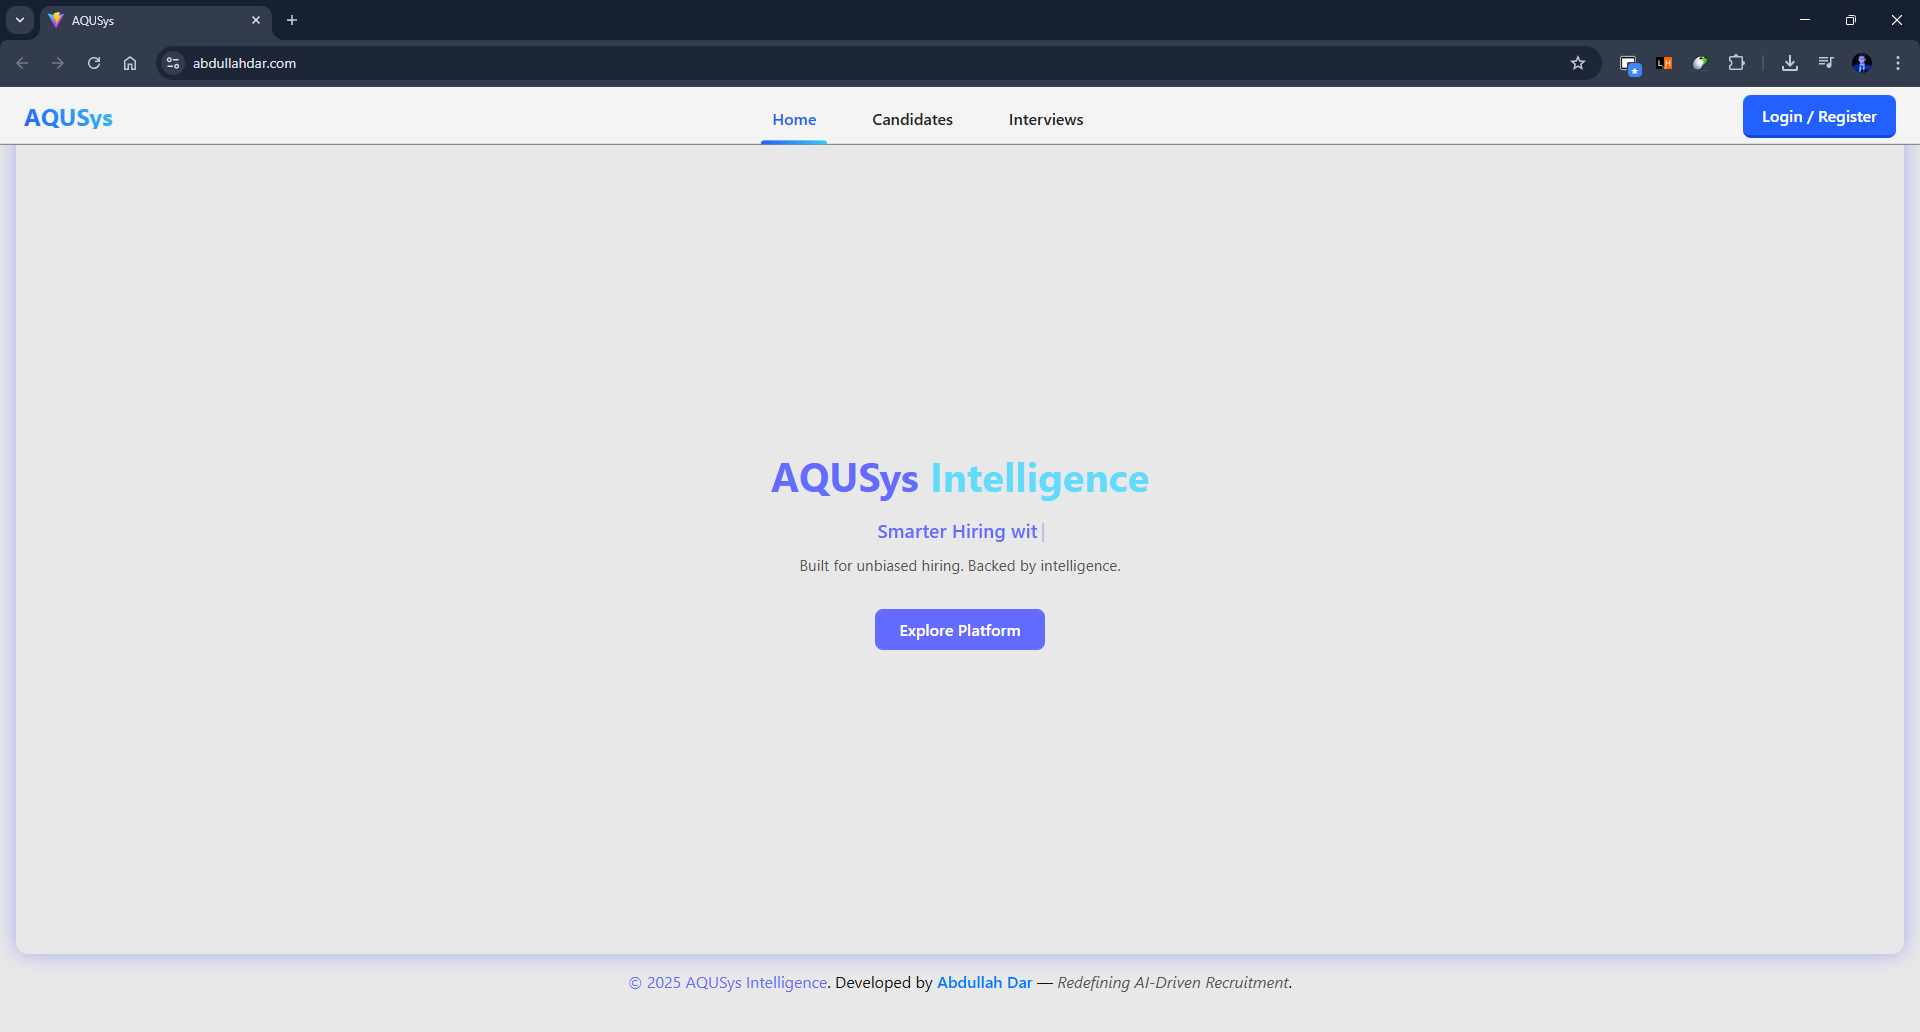 AQUSys
abdullahdar.com
AQUSys
Home
Candidates
Interviews
Login / Register
AQUSys Intelligence
Smarter Hiring wit|
Built for unbiased hiring. Backed by intelligence.
Explore Platform
© 2025 AQUSys Intelligence. Developed by Abdullah Dar — Redefining AI-Driven Recruitment.